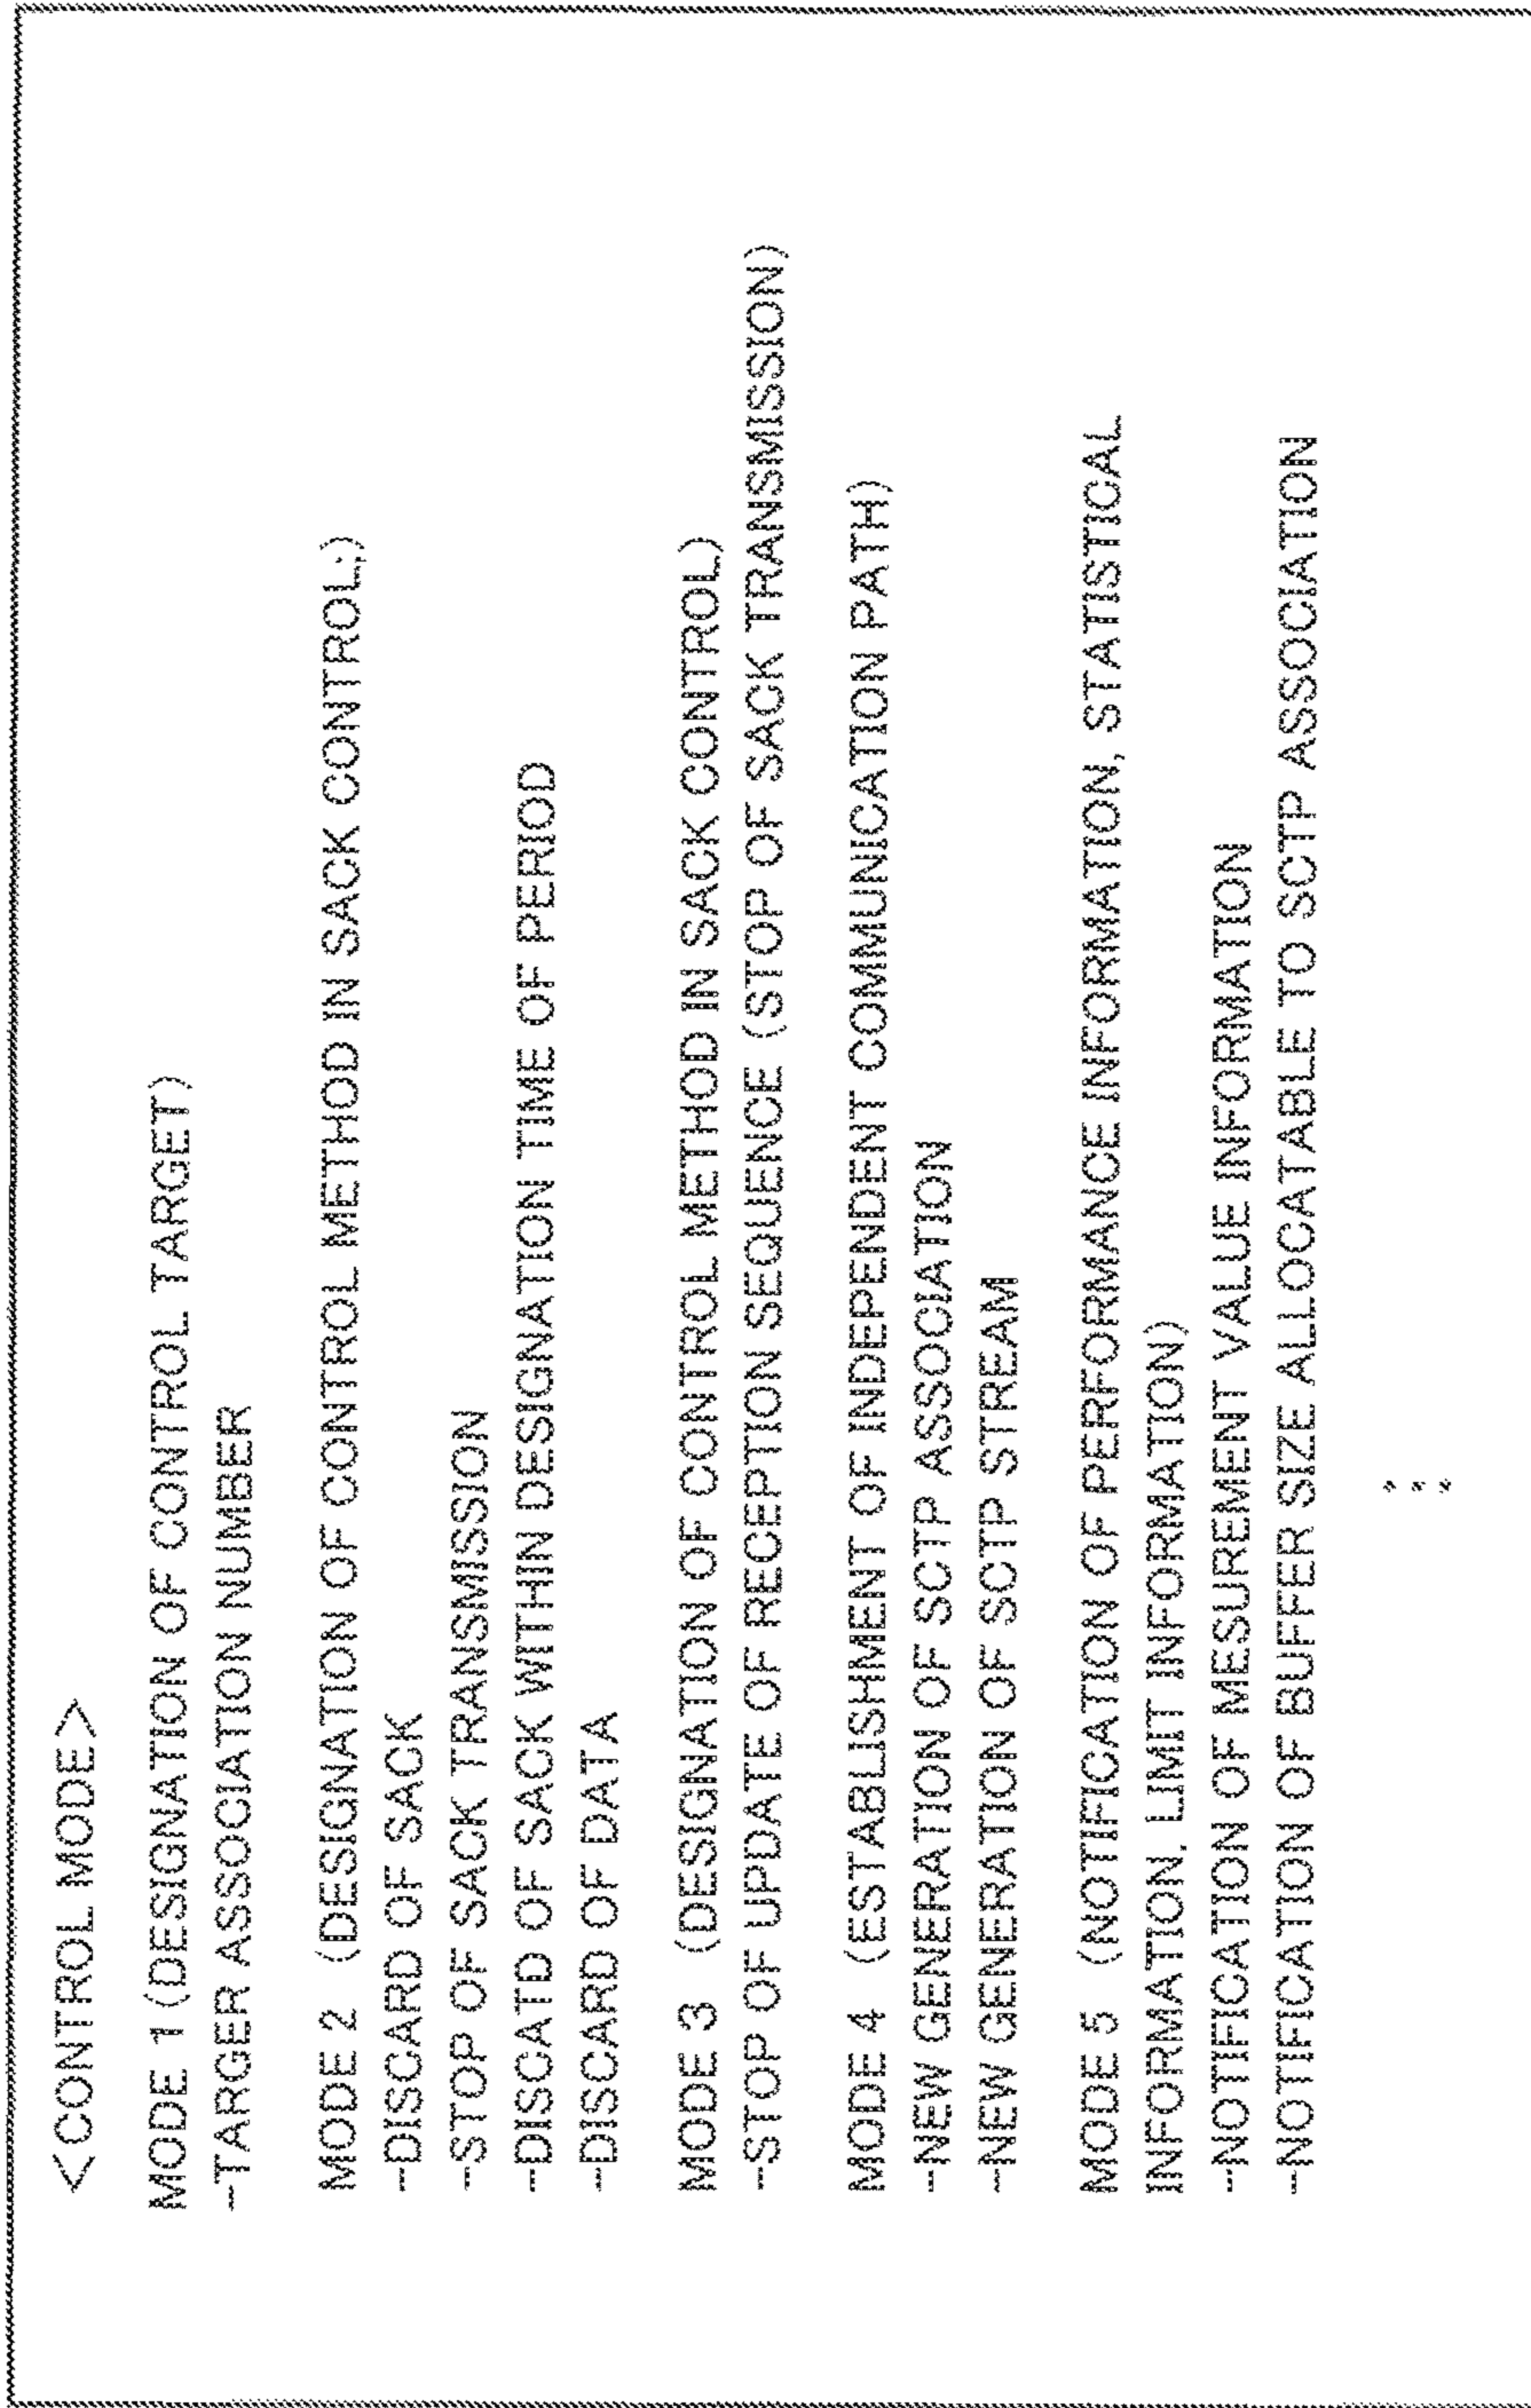 <CONTROL MODE>
MODE 1 (DESIGNATION OF CONTROL TARGET)
-TARGER ASSOCIATION NUMBER
MODE 2 (DESIGNATION OF CONTROL METHOD IN SACK CONTROL;)
-DISCARD OF SACK
-STOP OF SACK TRANSMISSION
-DISCATD OF SACK WITHIN DESIGNATION TIME OF PERIOD
-DISCARD OF DATA
MODE 3 (DESIGNATION OF CONTROL METHOD IN SACK CONTROL)
-STOP OF UPDATE OF RECEPTION SEQUENCE (STOP OF SACK TRANSMISSION)
MODE 4 (ESTABLISHMENT OF INDEPENDENT COMMUNICATION PATH)
-NEW GENERATION OF SCTP ASSOCIATION
-NEW GENERATION OF SCTP STREAM
MODE 5 (NOTIFICATION OF PERFORMANCE INFORMATION, STATISTICAL
INFORMATION, LIMIT INFORMATION)
-NOTIFICATION OF MESUREMENT VALUE INFORMATION
-NOTIFICATION OF BUFFER SIZE ALLOCATABLE TO SCTP ASSOCIATION
...